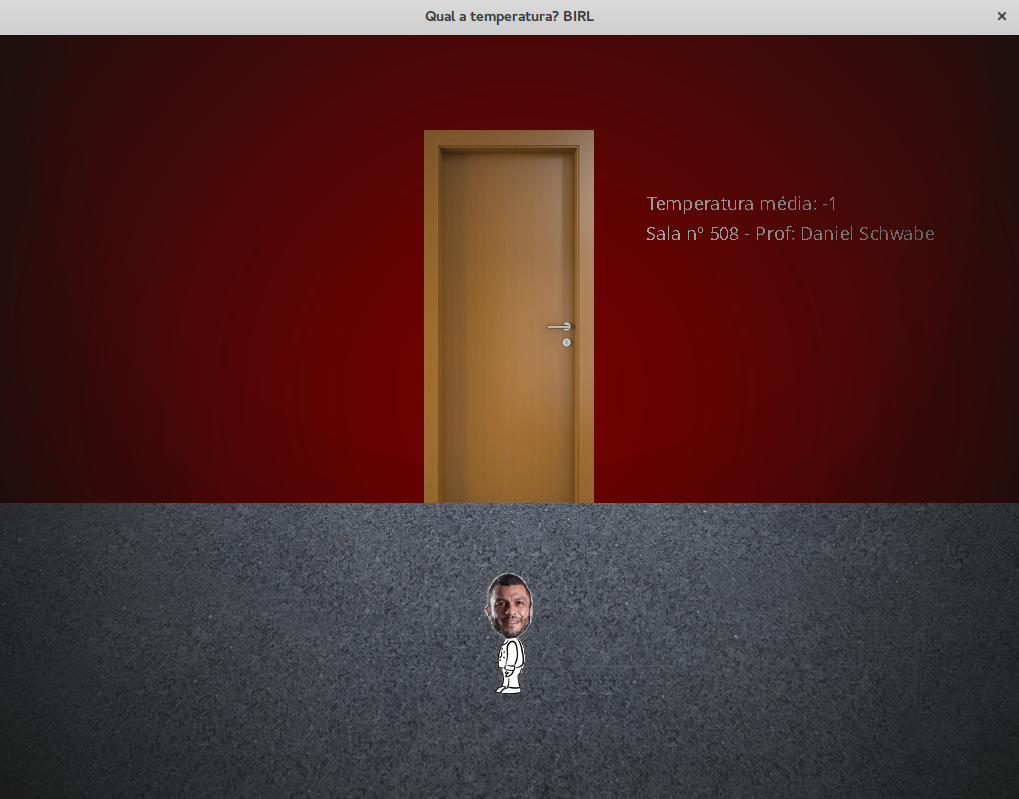 Qual a temperatura? BIRL
Temperatura média: -1
Sala nº 508 - Prof: Daniel Schwabe